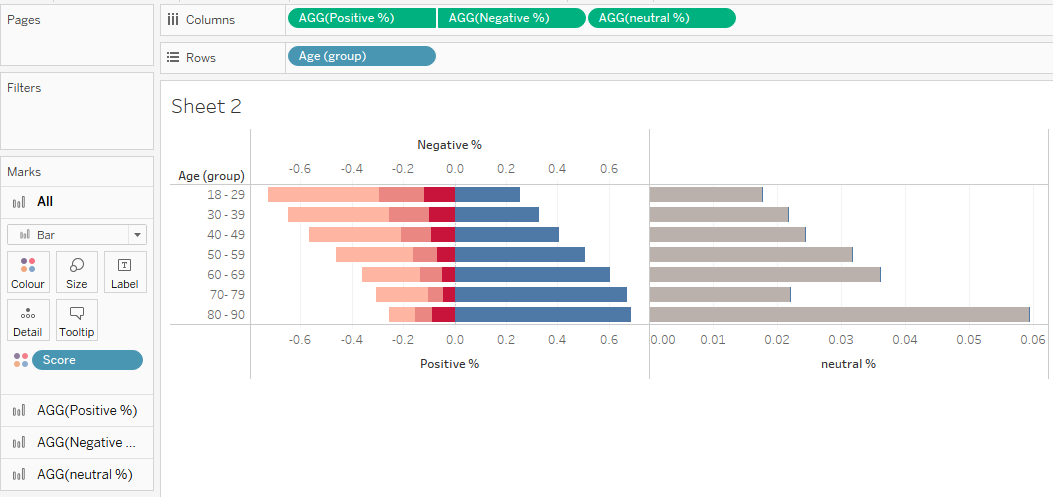 Pages
Columns
AGG(Positive %)
AGG(Negative %)
AGG(neutral %)
Rows
Age (group)
Filters
Sheet 2
Negative %
-0.6 -0.4 -0.2 0.0 0.2 0.4 0.6
Age (group)
18 - 29
30 - 39
40 - 49
50 - 59
60 - 69
70- 79
80 - 90
-0.6 -0.4 -0.2 0.0 0.2 0.4 0.6
Positive %
0.00 0.01 0.02 0.03 0.04 0.05 0.06
neutral %
Marks
All
Bar
Colour
Size
Label
Detail
Tooltip
Score
AGG(Positive %)
AGG(Negative ...
AGG(neutral %)